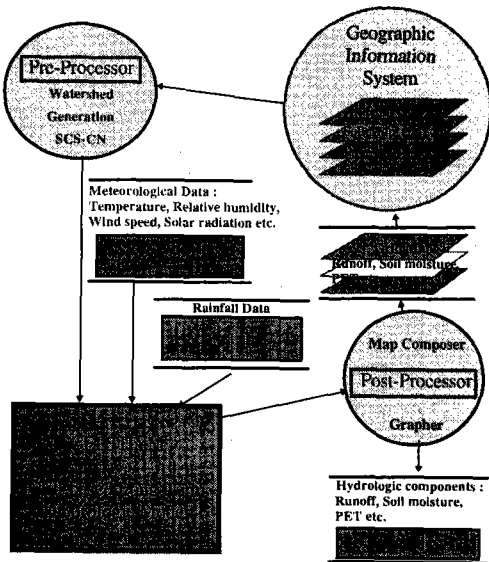 Geographic
Information
System
Pre-Processor
Watershed
Generation
SCS-CN
Meteorological Data :
Temperature, Relative humidity,
Wind speed, Solar radiation etc.
Runoff, Soil moisture,
PET
Rainfall Data
Map Composer
Post-Processor
Grapher
Hydrologic components :
Runoff, Soil moisture,
PET etc.